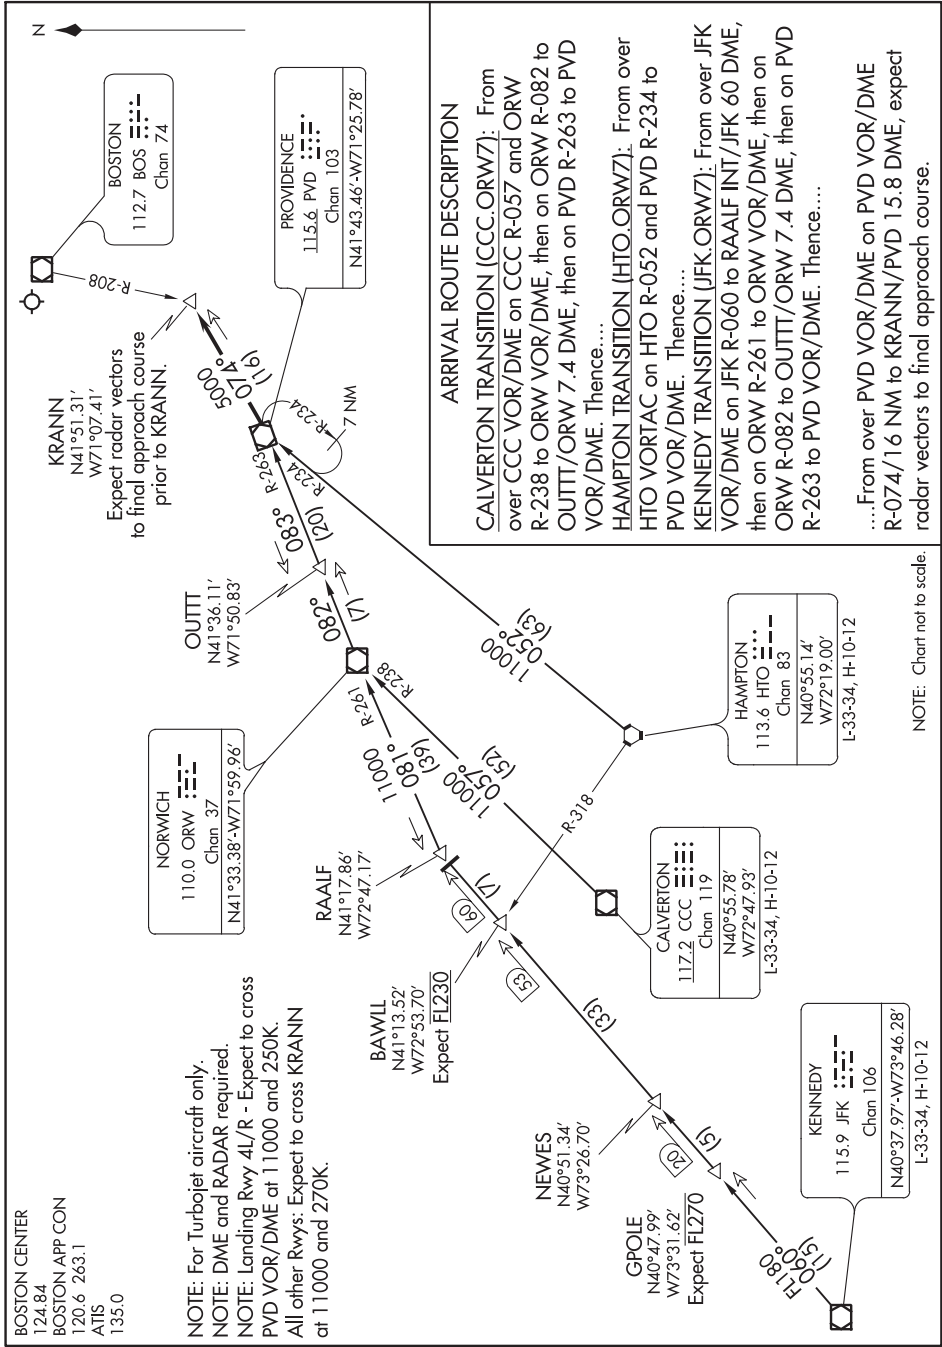 BOSTON CENTER
124.84
BOSTON APP CON
120.6 263.1
ATIS
135.0
NOTE: For Turbojet aircraft only.
NOTE: DME and RADAR required.
NOTE: Landing Rwy 4L/R - Expect to cross
PVD VOR/DME at 11000 and 250K.
All other Rwys: Expect to cross KRANN
at 11000 and 270K.
N
BOSTON
112.7 BOS
Chan 74
R-208
KRANN
N41°51.31'
W71°07.41'
Expect radar vectors
to final approach course
prior to KRANN.
5000
074°
(16)
PROVIDENCE
115.6 PVD
Chan 103
N41°43.46'-W71°25.78'
R-234
7 NM
R-263
R-234
083°
(20)
OUTTT
N41°36.11'
W71°50.83'
082°
(7)
NORWICH
110.0 ORW
Chan 37
N41°33.38'-W71°59.96'
R-261
R-238
11000
081°
(39)
11000
057°
(52)
11000
052°
(63)
RAALF
N41°17.86'
W72°47.17'
60
(7)
BAWLL
N41°13.52'
W72°53.70'
Expect FL230
53
R-318
(33)
HAMPTON
113.6 HTO
Chan 83
N40°55.14'
W72°19.00'
L-33-34, H-10-12
CALVERTON
117.2 CCC
Chan 119
N40°55.78'
W72°47.93'
L-33-34, H-10-12
NEWES
N40°51.34'
W73°26.70'
20
(5)
GPOLE
N40°47.99'
W73°31.62'
Expect FL270
FL180
060°
(15)
KENNEDY
115.9 JFK
Chan 106
N40°37.97'-W73°46.28'
L-33-34, H-10-12
NOTE: Chart not to scale.
ARRIVAL ROUTE DESCRIPTION
CALVERTON TRANSITION (CCC.ORW7): From
over CCC VOR/DME on CCC R-057 and ORW
R-238 to ORW VOR/DME, then on ORW R-082 to
OUTTT/ORW 7.4 DME, then on PVD R-263 to PVD
VOR/DME. Thence....
HAMPTON TRANSITION (HTO.ORW7): From over
HTO VORTAC on HTO R-052 and PVD R-234 to
PVD VOR/DME. Thence....
KENNEDY TRANSITION (JFK.ORW7): From over JFK
VOR/DME on JFK R-060 to RAALF INT/JFK 60 DME,
then on ORW R-261 to ORW VOR/DME, then on
ORW R-082 to OUTTT/ORW 7.4 DME, then on PVD
R-263 to PVD VOR/DME. Thence....
....From over PVD VOR/DME on PVD VOR/DME
R-074/16 NM to KRANN/PVD 15.8 DME, expect
radar vectors to final approach course.